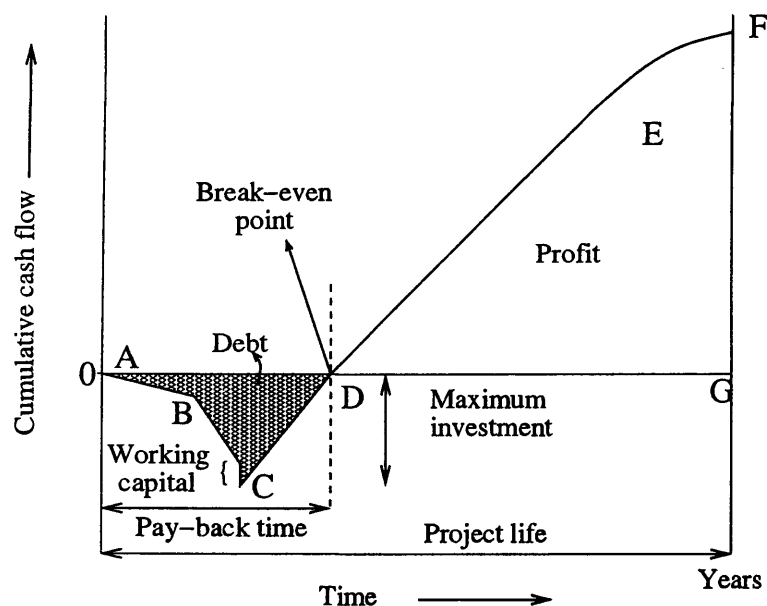 F
E
Break–even
point
Profit
Cumulative cash flow
Debt
0
A
B
D
G
Maximum
investment
Working
capital
{
C
Pay–back time
Project life
Years
Time